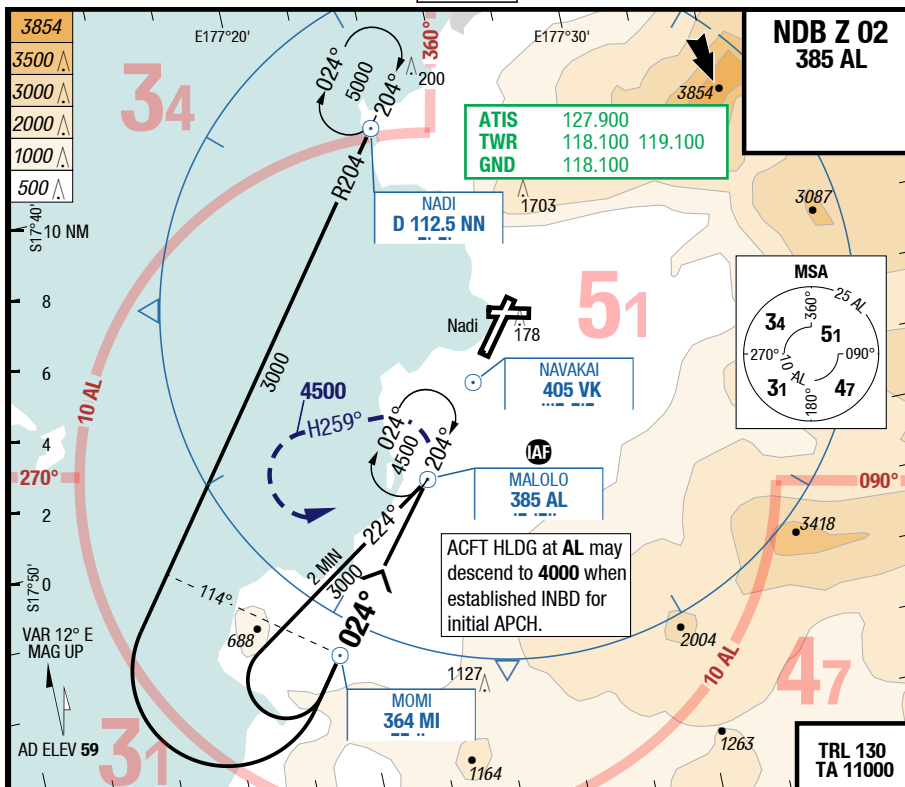 3854
3500
3000
2000
1000
500
E177°20'
E177°30'
360°
NDB Z 02
385 AL
34
024°
5000
204°
200
3854
ATIS 127.900
TWR 118.100 119.100
GND 118.100
R204
NADI
D 112.5 NN
1703
3087
S17°40'
10 NM
8
6
4
2
0
S17°50'
51
MSA
25 AL
360°
34
51
270°
090°
10 AL
31
47
180°
Nadi
178
NAVAKAI
405 VK
3000
10 AL
4500
H259°
024°
4500
204°
IAF
MALOLO
385 AL
270°
090°
224°
2 MIN
3000
ACFT HLDG at AL may
descend to 4000 when
established INBD for
initial APCH.
3418
114°
024°
688
2004
VAR 12° E
MAG UP
1127
10 AL
47
MOMI
364 MI
31
AD ELEV 59
1164
1263
TRL 130
TA 11000